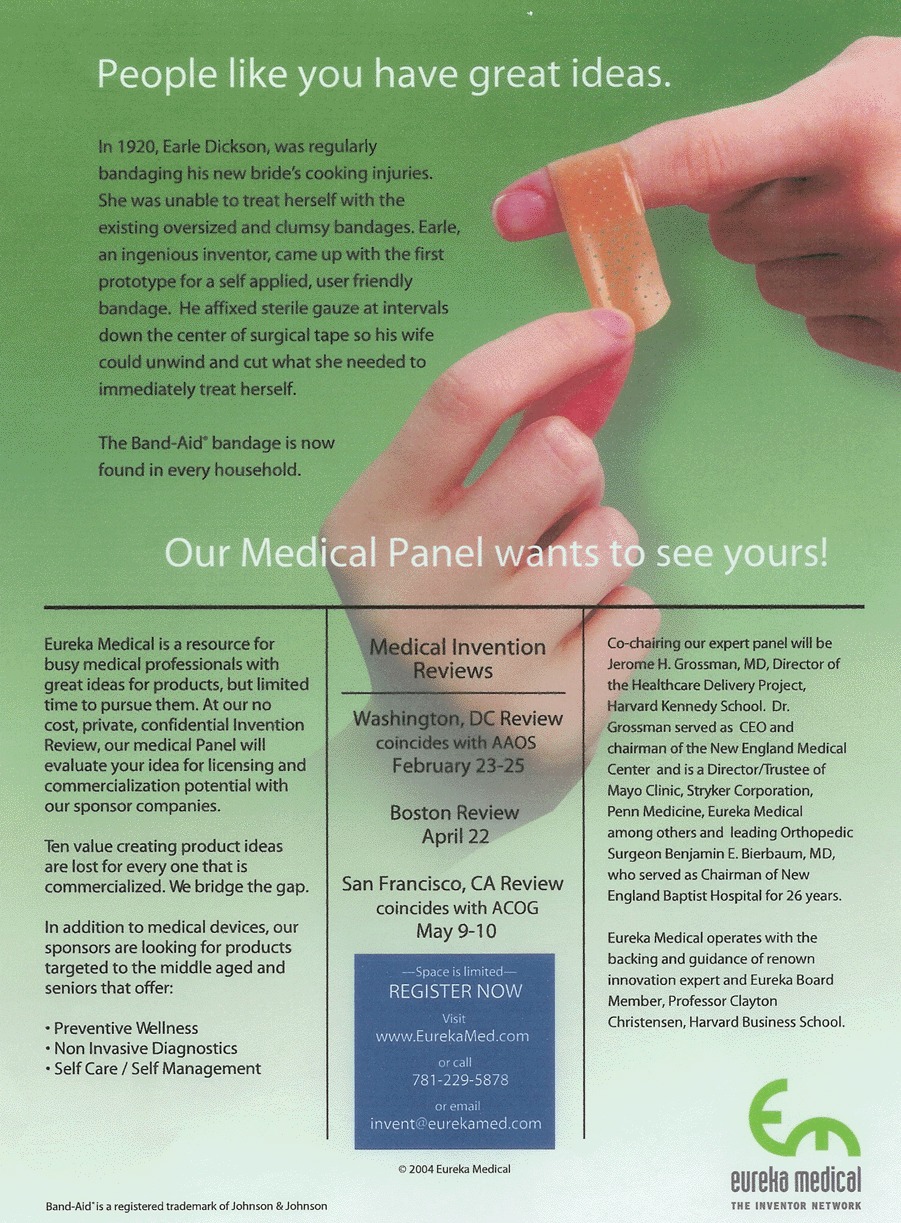 People like you have great ideas.
In 1920, Earle Dickson, was regularly
bandaging his new bride's cooking injuries.
She was unable to treat herself with the
existing oversized and clumsy bandages. Earle,
an ingenious inventor, came up with the first
prototype for a self applied, user friendly
bandage. He affixed sterile gauze at intervals
down the center of surgical tape so his wife
could unwind and cut what she needed to
immediately treat herself.
The Band-Aid® bandage is now
found in every household.
Our Medical Panel wants to see yours!
Eureka Medical is a resource for
busy medical professionals with
great ideas for products, but limited
time to pursue them. At our no
cost, private, confidential Invention
Review, our medical Panel will
evaluate your idea for licensing and
commercialization potential with
our sponsor companies.
Ten value creating product ideas
are lost for every one that is
commercialized. We bridge the gap.
In addition to medical devices, our
sponsors are looking for products
targeted to the middle aged and
seniors that offer:
• Preventive Wellness
• Non Invasive Diagnostics
• Self Care / Self Management
Medical Invention
Reviews
Washington, DC Review
coincides with AAOS
February 23-25
Boston Review
April 22
San Francisco, CA Review
coincides with ACOG
May 9-10
—Space is limited—
REGISTER NOW
Visit
www.EurekaMed.com
or call
781-229-5878
or email
invent@eurekamed.com
© 2004 Eureka Medical
Co-chairing our expert panel will be
Jerome H. Grossman, MD, Director of
the Healthcare Delivery Project,
Harvard Kennedy School. Dr.
Grossman served as CEO and
chairman of the New England Medical
Center and is a Director/Trustee of
Mayo Clinic, Stryker Corporation,
Penn Medicine, Eureka Medical
among others and leading Orthopedic
Surgeon Benjamin E. Bierbaum, MD,
who served as Chairman of New
England Baptist Hospital for 26 years.
Eureka Medical operates with the
backing and guidance of renown
innovation expert and Eureka Board
Member, Professor Clayton
Christensen, Harvard Business School.
Em
eureka medical
THE INVENTOR NETWORK
Band-Aid® is a registered trademark of Johnson & Johnson